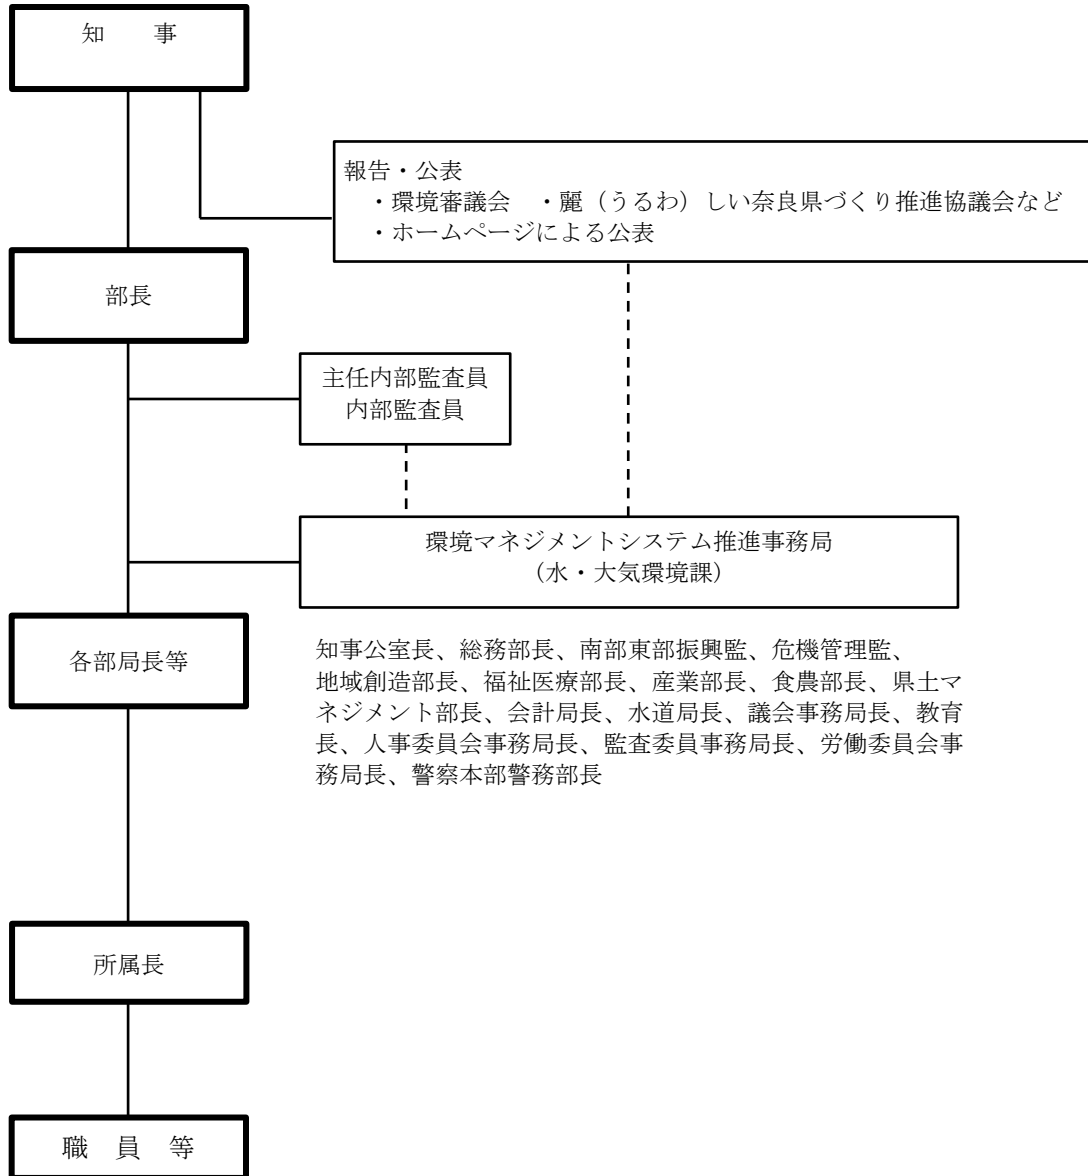 知　　事
報告・公表
・環境審議会　・麗（うるわ）しい奈良県づくり推進協議会など
・ホームページによる公表
部長
主任内部監査員
内部監査員
環境マネジメントシステム推進事務局
（水・大気環境課）
各部局長等
知事公室長、総務部長、南部東部振興監、危機管理監、
地域創造部長、福祉医療部長、産業部長、食農部長、県土マ
ネジメント部長、会計局長、水道局長、議会事務局長、教育
長、人事委員会事務局長、監査委員事務局長、労働委員会事
務局長、警察本部警務部長
所属長
職　員　等